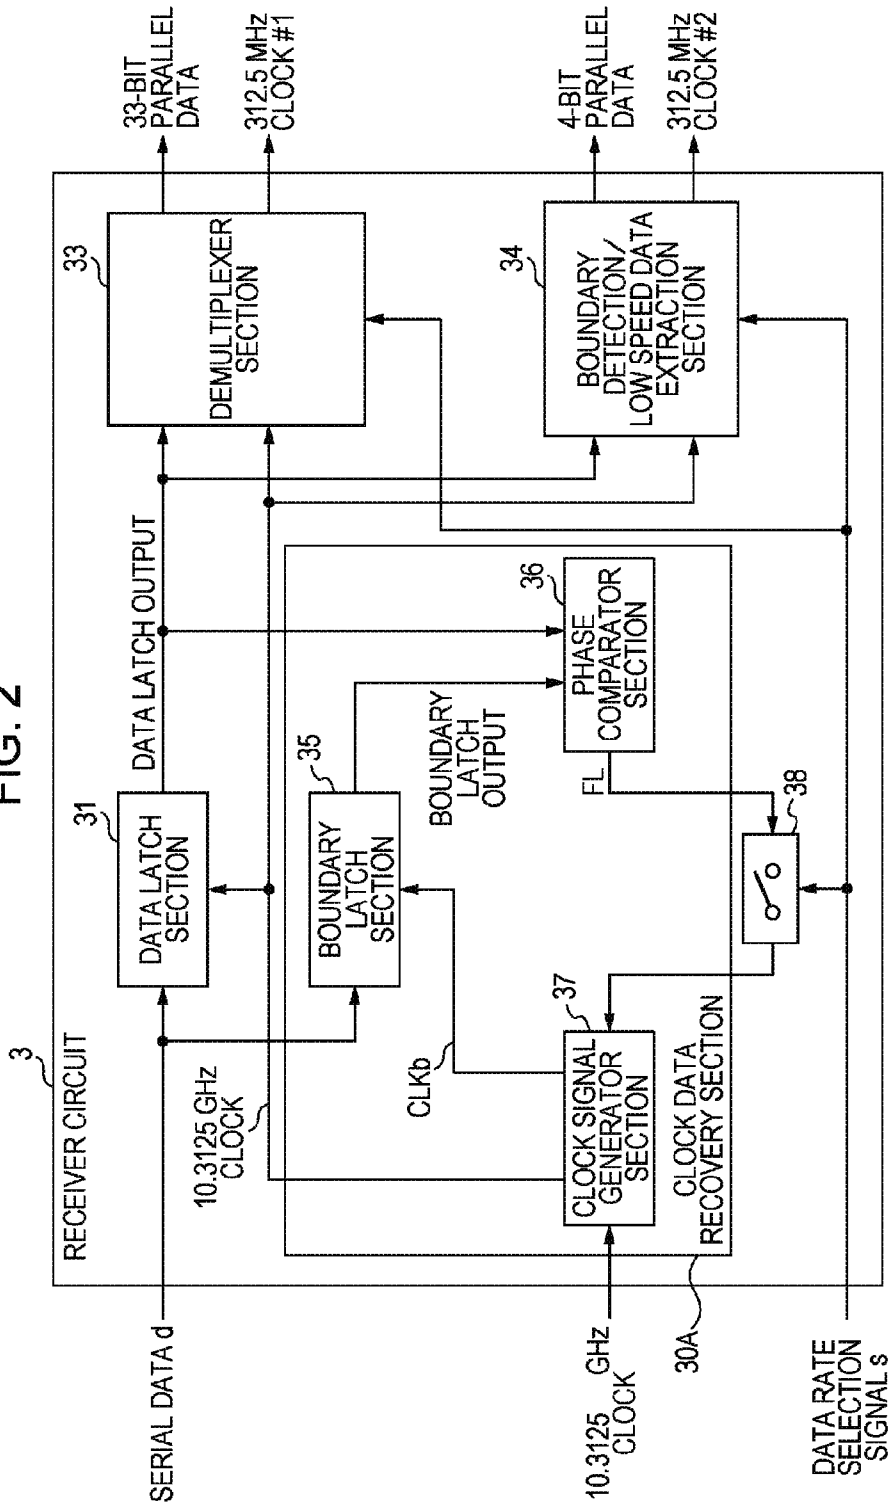 FIG. 2
3
RECEIVER CIRCUIT
SERIAL DATA d
31
DATA LATCH
SECTION
DATA LATCH OUTPUT
33
DEMULTIPLEXER
SECTION
33-BIT
PARALLEL
DATA
312.5 MHz
CLOCK #1
10.3125 GHz
CLOCK
35
BOUNDARY
LATCH
SECTION
BOUNDARY
LATCH
OUTPUT
CLKb
36
PHASE
COMPARATOR
SECTION
FL
34
BOUNDARY
DETECTION/
LOW SPEED DATA
EXTRACTION
SECTION
4-BIT
PARALLEL
DATA
312.5 MHz
CLOCK #2
10.3125 GHz
CLOCK
37
CLOCK SIGNAL
GENERATOR
SECTION
CLOCK DATA
RECOVERY SECTION
30A
38
DATA RATE
SELECTION
SIGNAL s